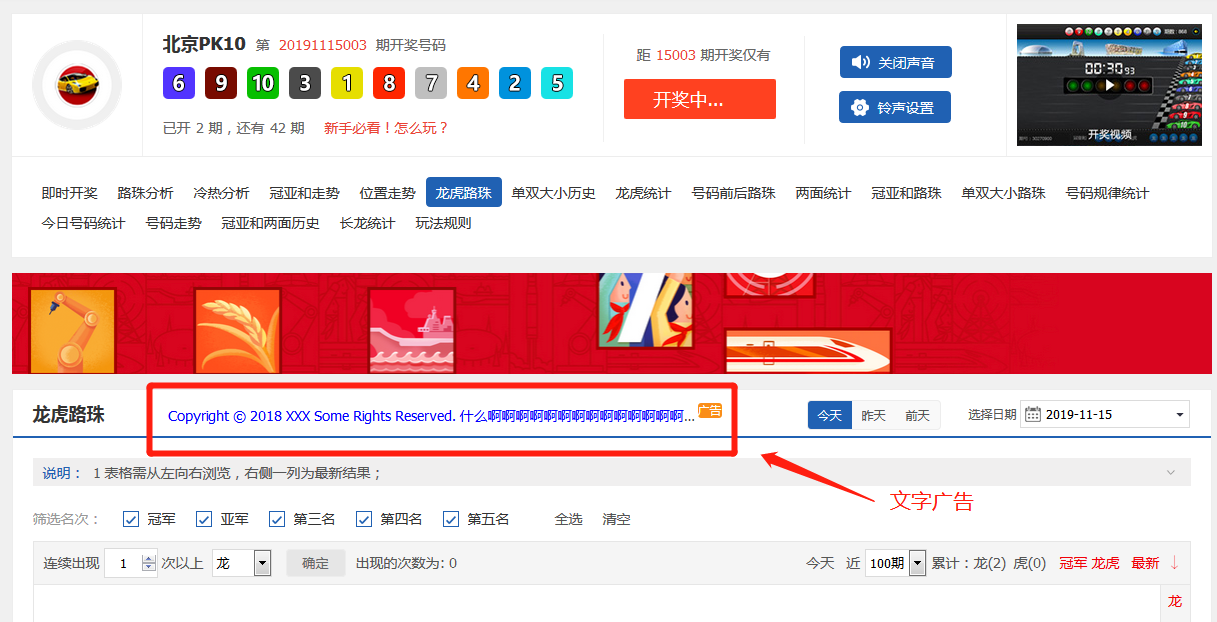 北京PK10 第 20191115003 期开奖号码
6 9 10 3 1 8 7 4 2 5
已开 2 期，还有 42 期 新手必看！怎么玩？
距 15003 期开奖仅有
开奖中...
关闭声音
铃声设置
00:30 93
开奖视频
即时开奖 路珠分析 冷热分析 冠亚和走势 位置走势 龙虎路珠 单双大小历史 龙虎统计 号码前后路珠 两面统计 冠亚和路珠 单双大小路珠 号码规律统计
今日号码统计 号码走势 冠亚和两面历史 长龙统计 玩法规则
龙虎路珠 Copyright © 2018 XXX Some Rights Reserved. 什么啊啊啊啊啊啊啊啊啊啊啊啊啊啊... 广告 今天 昨天 前天 选择日期 2019-11-15
说明： 1 表格需从左向右浏览，右侧一列为最新结果；
文字广告
筛选名次： 冠军 亚军 第三名 第四名 第五名 全选 清空
连续出现 1 次以上 龙 确定 出现的次数为: 0 今天 近 100期 累计：龙(2) 虎(0) 冠军 龙虎 最新 ↓
龙